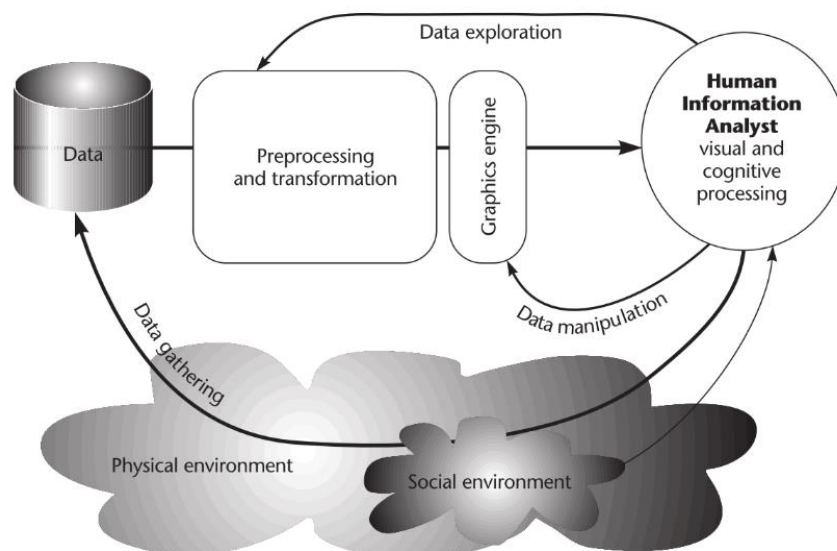 Data exploration
Human
Information
Analyst
visual and
cognitive
processing
Data
Preprocessing
and transformation
Graphics engine
Data manipulation
Data gathering
Physical environment
Social environment